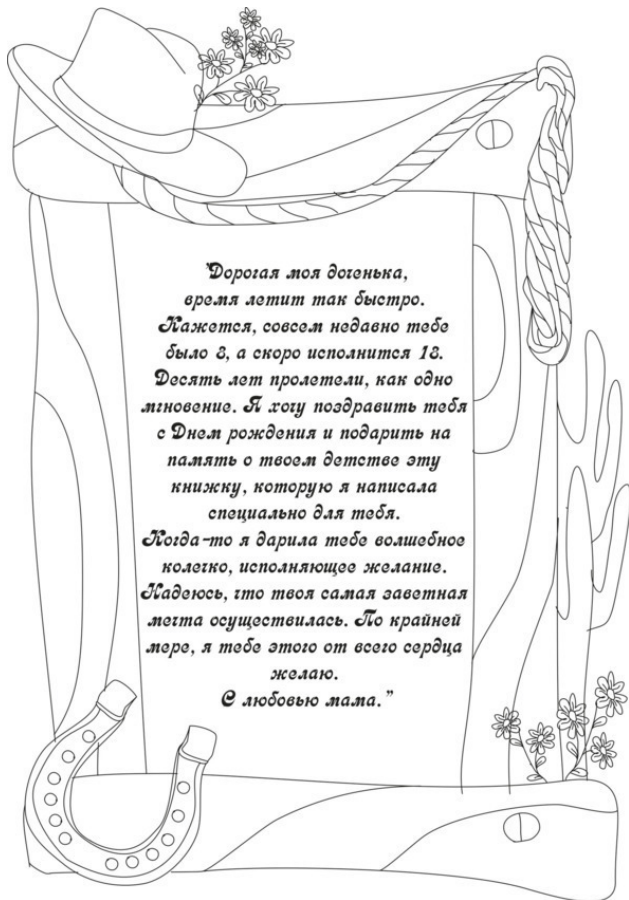 "Дорогая моя доченька,
время летит так быстро.
Кажется, совсем недавно тебе
было 8, а скоро исполнится 18.
Десять лет пролетели, как одно
мгновение. Я хочу поздравить тебя
с Днем рождения и подарить на
память о твоем детстве эту
книжку, которую я написала
специально для тебя.
Когда-то я дарила тебе волшебное
колечко, исполняющее желание.
Надеюсь, что твоя самая заветная
мечта осуществилась. По крайней
мере, я тебе этого от всего сердца
желаю.
С любовью мама."